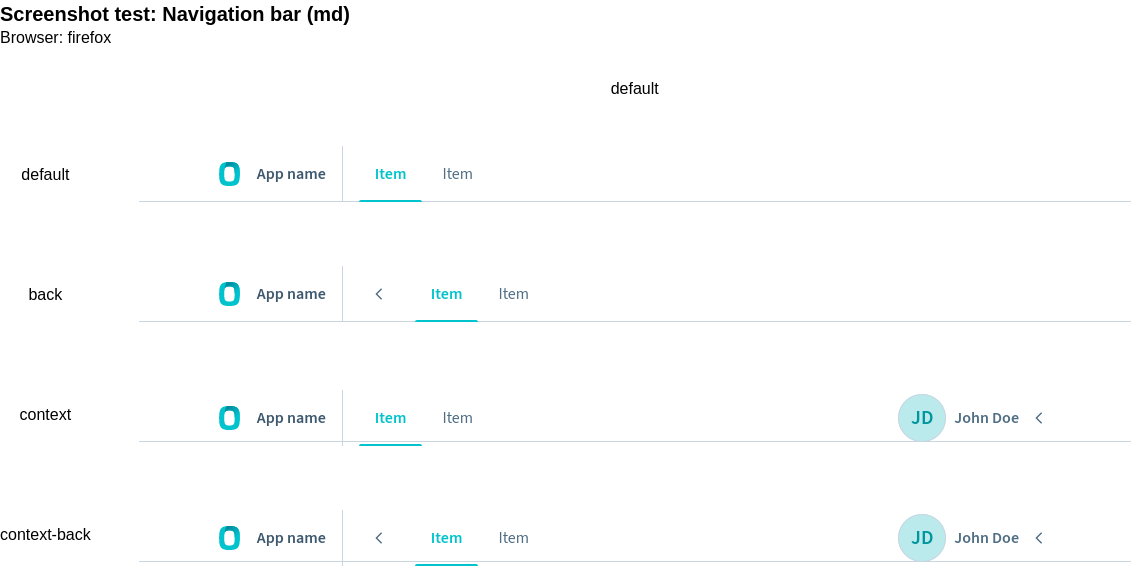 Screenshot test: Navigation bar (md)
Browser: firefox
default
default App name Item Item
back App name Item Item
context App name Item Item JD John Doe
context-back App name Item Item JD John Doe